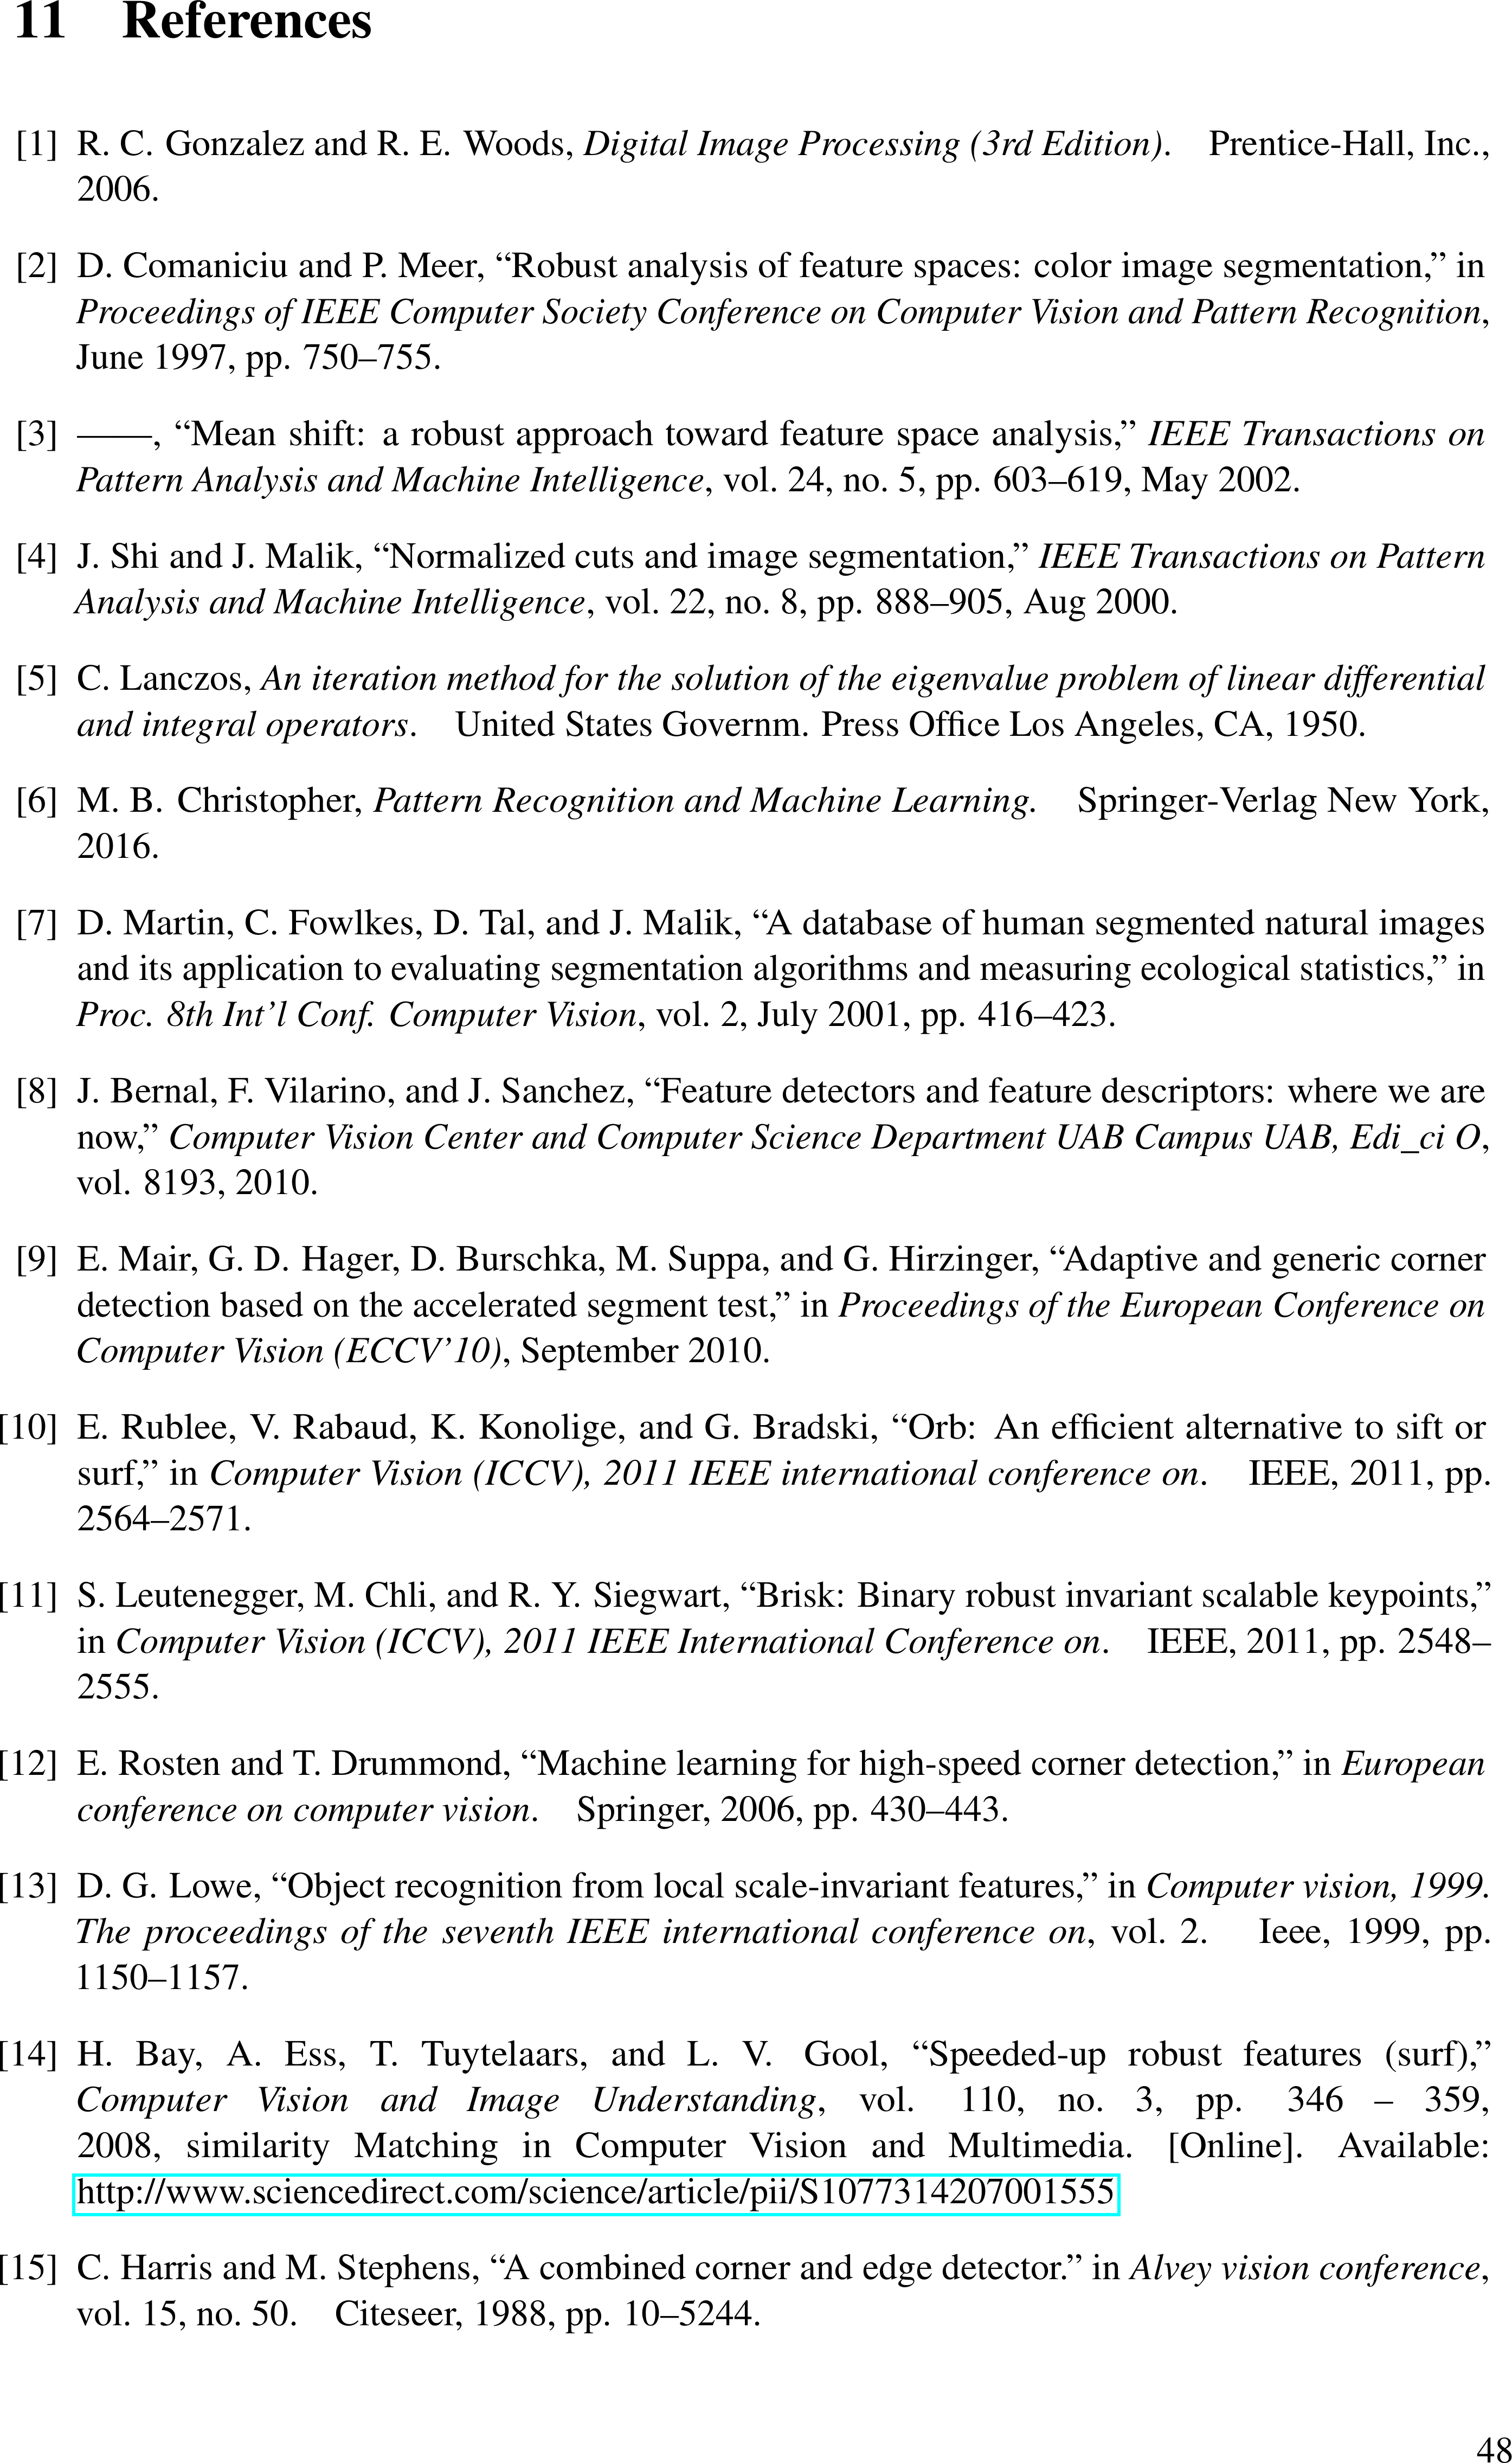 11 References
[1] R. C. Gonzalez and R. E. Woods, Digital Image Processing (3rd Edition). Prentice-Hall, Inc.,
2006.
[2] D. Comaniciu and P. Meer, “Robust analysis of feature spaces: color image segmentation,” in
Proceedings of IEEE Computer Society Conference on Computer Vision and Pattern Recognition,
June 1997, pp. 750–755.
[3] ——, “Mean shift: a robust approach toward feature space analysis,” IEEE Transactions on
Pattern Analysis and Machine Intelligence, vol. 24, no. 5, pp. 603–619, May 2002.
[4] J. Shi and J. Malik, “Normalized cuts and image segmentation,” IEEE Transactions on Pattern
Analysis and Machine Intelligence, vol. 22, no. 8, pp. 888–905, Aug 2000.
[5] C. Lanczos, An iteration method for the solution of the eigenvalue problem of linear differential
and integral operators. United States Governm. Press Office Los Angeles, CA, 1950.
[6] M. B. Christopher, Pattern Recognition and Machine Learning. Springer-Verlag New York,
2016.
[7] D. Martin, C. Fowlkes, D. Tal, and J. Malik, “A database of human segmented natural images
and its application to evaluating segmentation algorithms and measuring ecological statistics,” in
Proc. 8th Int’l Conf. Computer Vision, vol. 2, July 2001, pp. 416–423.
[8] J. Bernal, F. Vilarino, and J. Sanchez, “Feature detectors and feature descriptors: where we are
now,” Computer Vision Center and Computer Science Department UAB Campus UAB, Edi_ci O,
vol. 8193, 2010.
[9] E. Mair, G. D. Hager, D. Burschka, M. Suppa, and G. Hirzinger, “Adaptive and generic corner
detection based on the accelerated segment test,” in Proceedings of the European Conference on
Computer Vision (ECCV’10), September 2010.
[10] E. Rublee, V. Rabaud, K. Konolige, and G. Bradski, “Orb: An efficient alternative to sift or
surf,” in Computer Vision (ICCV), 2011 IEEE international conference on. IEEE, 2011, pp.
2564–2571.
[11] S. Leutenegger, M. Chli, and R. Y. Siegwart, “Brisk: Binary robust invariant scalable keypoints,”
in Computer Vision (ICCV), 2011 IEEE International Conference on. IEEE, 2011, pp. 2548–
2555.
[12] E. Rosten and T. Drummond, “Machine learning for high-speed corner detection,” in European
conference on computer vision. Springer, 2006, pp. 430–443.
[13] D. G. Lowe, “Object recognition from local scale-invariant features,” in Computer vision, 1999.
The proceedings of the seventh IEEE international conference on, vol. 2. Ieee, 1999, pp.
1150–1157.
[14] H. Bay, A. Ess, T. Tuytelaars, and L. V. Gool, “Speeded-up robust features (surf),”
Computer Vision and Image Understanding, vol. 110, no. 3, pp. 346 – 359,
2008, similarity Matching in Computer Vision and Multimedia. [Online]. Available:
http://www.sciencedirect.com/science/article/pii/S1077314207001555
[15] C. Harris and M. Stephens, “A combined corner and edge detector.” in Alvey vision conference,
vol. 15, no. 50. Citeseer, 1988, pp. 10–5244.
48